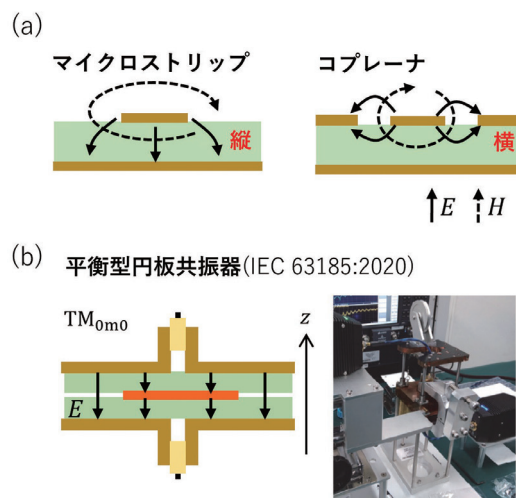 (a)
マイクロストリップ
コプレーナ
縦
横
E
H
(b) 平衡型円板共振器(IEC 63185:2020)
TM0m0
z
E